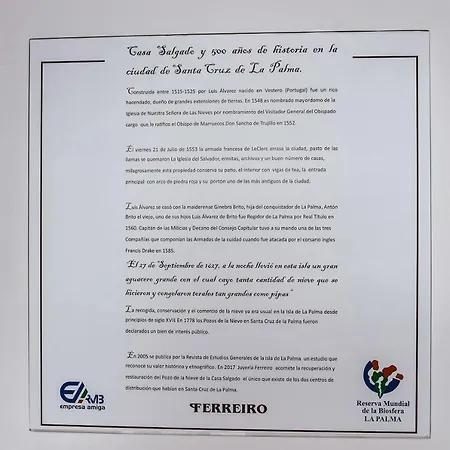 Casa Salgado y 500 años de historia en la
ciudad de Santa Cruz de La Palma.
Construida entre 1515-1525 por Luis Álvarez nacido en Vestero (Portugal) fue un rico
hacendado, dueño de grandes extensiones de tierras. En 1548 es nombrado mayordomo de la
Iglesia de Nuestra Señora de Las Nieves por nombramiento del Visitador General del Obispado
cargo que le ratifico el Obispo de Marruecos Don Sancho de Trujillo en 1552.
El viernes 21 de Julio de 1553 la armada francesa de LeClerc arrasa la ciudad, pasto de las
llamas se quemaron La Iglesia del Salvador, ermitas, archivos y un buen número de casas,
milagrosamente esta propiedad conserva su patio, el interior con vigas de tea, la entrada
principal con arco de piedra roja y su portón uno de los más antiguos de la ciudad.
Luis Álvarez se casó con la maiderense Ginebra Brito, hija del conquistador de La Palma, Antón
Brito el viejo, uno de sus hijos Luis Álvarez de Brito fue Regidor de La Palma por Real Título en
1560. Capitán de las Milicias y Decano del Consejo Capitular tuvo a su mando una de las tres
Compañías que componían las Armadas de la ciudad cuando fue atacada por el corsario ingles
Francis Drake en 1585.
"El 27 de Septiembre de 1627, a la noche llovió en esta isla un gran
aguacero grande con el cual cayo tanta cantidad de nieve que se
hicieron y congelaron terales tan grandes como pipas"
La recogida, conservación y el comercio de la nieve ya era usual en la Isla de La Palma desde
principios de siglo XVII. En 1778 los Pozos de la Nieve en Santa Cruz de la Palma fueron
declarados un bien de interés público.
En 2005 se publica por la Revista de Estudios Generales de la Isla de La Palma un estudio que
reconoce su valor histórico y etnográfico. En 2017 Joyería Ferreiro acomete la recuperación y
restauración del Pozo de la Nieve de la Casa Salgado el único que existe de los dos centros de
distribución que habían en Santa Cruz de La Palma.
empresa amiga
FERREIRO
Reserva Mundial
de la Biosfera
LA PALMA